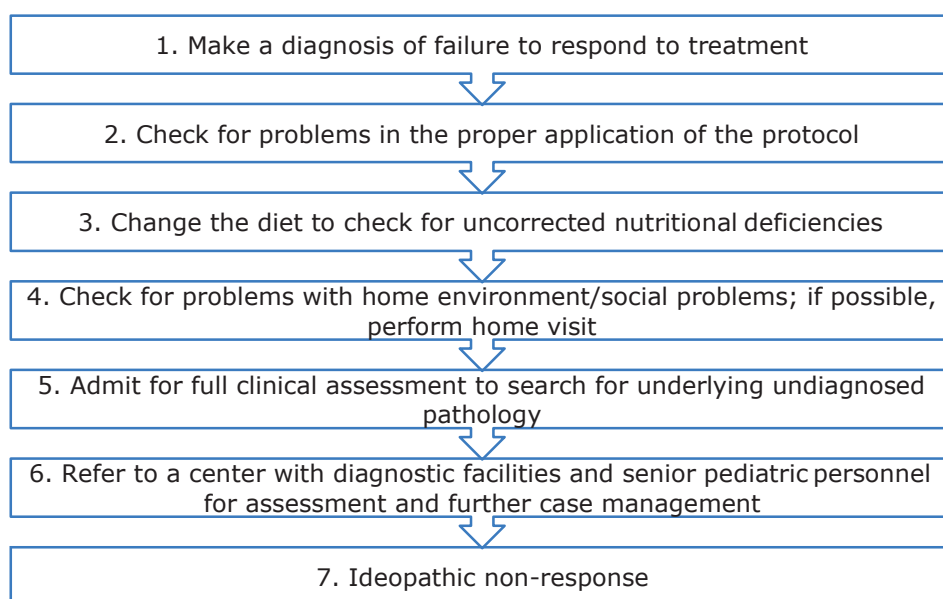 1. Make a diagnosis of failure to respond to treatment
2. Check for problems in the proper application of the protocol
3. Change the diet to check for uncorrected nutritional deficiencies
4. Check for problems with home environment/social problems; if possible,
perform home visit
5. Admit for full clinical assessment to search for underlying undiagnosed
pathology
6. Refer to a center with diagnostic facilities and senior pediatric personnel
for assessment and further case management
7. Ideopathic non-response